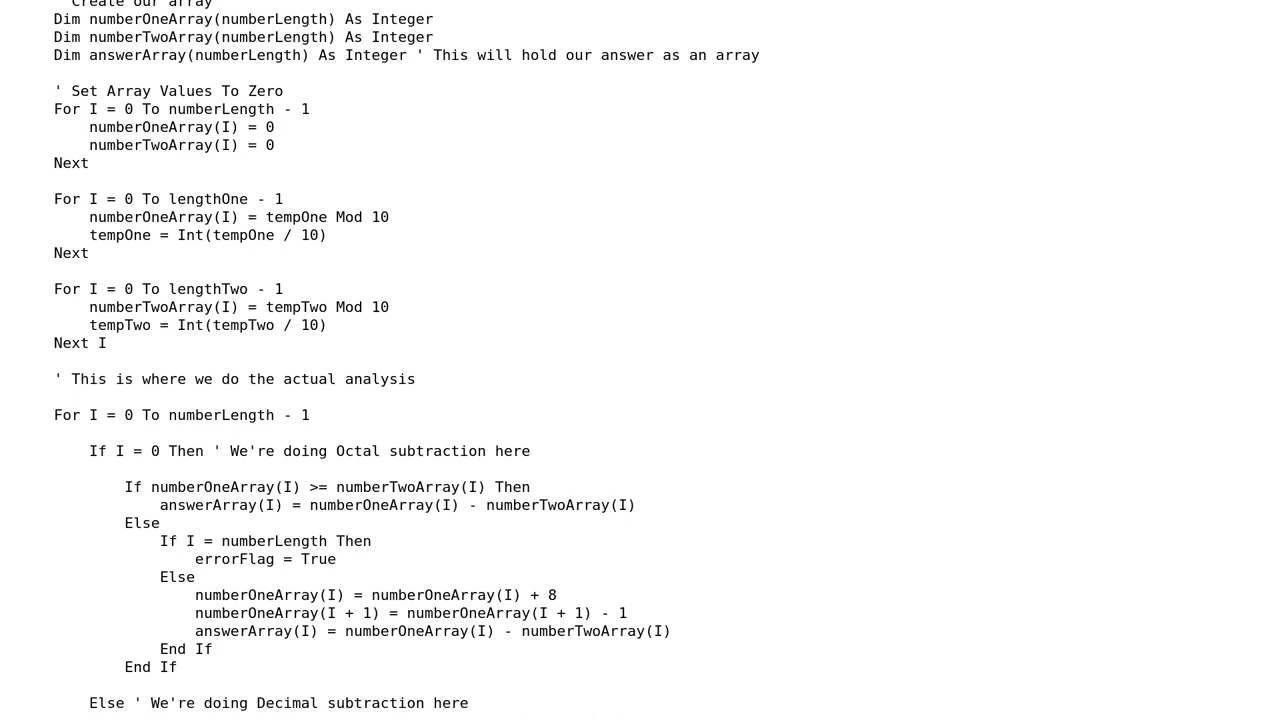 Create our array
Dim numberOneArray(numberLength) As Integer
Dim numberTwoArray(numberLength) As Integer
Dim answerArray(numberLength) As Integer ' This will hold our answer as an array
' Set Array Values To Zero
For I = 0 To numberLength - 1
numberOneArray(I) = 0
numberTwoArray(I) = 0
Next
For I = 0 To lengthOne - 1
numberOneArray(I) = tempOne Mod 10
tempOne = Int(tempOne / 10)
Next
For I = 0 To lengthTwo - 1
numberTwoArray(I) = tempTwo Mod 10
tempTwo = Int(tempTwo / 10)
Next I
' This is where we do the actual analysis
For I = 0 To numberLength - 1
If I = 0 Then ' We're doing Octal subtraction here
If numberOneArray(I) >= numberTwoArray(I) Then
answerArray(I) = numberOneArray(I) - numberTwoArray(I)
Else
If I = numberLength Then
errorFlag = True
Else
numberOneArray(I) = numberOneArray(I) + 8
numberOneArray(I + 1) = numberOneArray(I + 1) - 1
answerArray(I) = numberOneArray(I) - numberTwoArray(I)
End If
End If
Else ' We're doing Decimal subtraction here